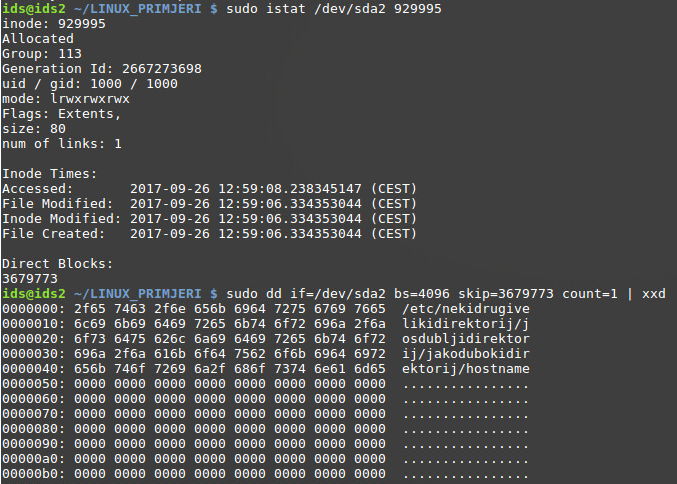 ids@ids2 ~/LINUX_PRIMJERI $ sudo istat /dev/sda2 929995
inode: 929995
Allocated
Group: 113
Generation Id: 2667273698
uid / gid: 1000 / 1000
mode: lrwxrwxrwx
Flags: Extents,
size: 80
num of links: 1
Inode Times:
Accessed: 2017-09-26 12:59:08.238345147 (CEST)
File Modified: 2017-09-26 12:59:06.334353044 (CEST)
Inode Modified: 2017-09-26 12:59:06.334353044 (CEST)
File Created: 2017-09-26 12:59:06.334353044 (CEST)
Direct Blocks:
3679773
ids@ids2 ~/LINUX_PRIMJERI $ sudo dd if=/dev/sda2 bs=4096 skip=3679773 count=1 | xxd
0000000: 2f65 7463 2f6e 656b 6964 7275 6769 7665 /etc/nekidrugive
0000010: 6c69 6b69 6469 7265 6b74 6f72 696a 2f6a likidirektorij/j
0000020: 6f73 6475 626c 6a69 6469 7265 6b74 6f72 osdubljidirektor
0000030: 696a 2f6a 616b 6f64 7562 6f6b 6964 6972 ij/jakodubokidir
0000040: 656b 746f 7269 6a2f 686f 7374 6e61 6d65 ektorij/hostname
0000050: 0000 0000 0000 0000 0000 0000 0000 0000 ................
0000060: 0000 0000 0000 0000 0000 0000 0000 0000 ................
0000070: 0000 0000 0000 0000 0000 0000 0000 0000 ................
0000080: 0000 0000 0000 0000 0000 0000 0000 0000 ................
0000090: 0000 0000 0000 0000 0000 0000 0000 0000 ................
00000a0: 0000 0000 0000 0000 0000 0000 0000 0000 ................
00000b0: 0000 0000 0000 0000 0000 0000 0000 0000 ................